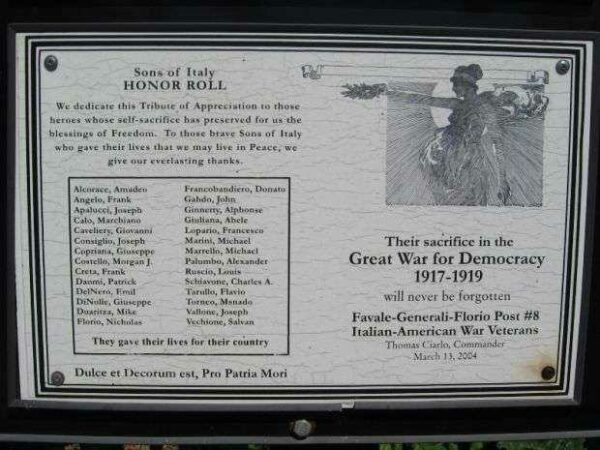 Sons of Italy
HONOR ROLL
We dedicate this Tribute of Appreciation to those
heroes whose self-sacrifice has preserved for us the
blessings of Freedom. To those brave Sons of Italy
who gave their lives that we may live in Peace, we
give our everlasting thanks.
Alcorace, Amadeo
Angelo, Frank
Apalucci, Joseph
Calo, Marchiano
Caveliery, Giovanni
Consiglio, Joseph
Copriana, Giuseppe
Costello, Morgan J.
Creta, Frank
Daomi, Patrick
DelNero, Emil
DiNolle, Giuseppe
Duaritza, Mike
Florio, Nicholas
Francobandiero, Donato
Gahdo, John
Ginnerty, Alphonse
Giuliana, Abele
Lopario, Francesco
Marini, Michael
Marrello, Michael
Palumbo, Alexander
Ruscio, Louis
Schiavone, Charles A.
Tarullo, Flavio
Torneo, Menado
Vallone, Joseph
Vechione, Salvan
They gave their lives for their country
Dulce et Decorum est, Pro Patria Mori
Their sacrifice in the
Great War for Democracy
1917-1919
will never be forgotten
Favale-Generali-Florio Post #8
Italian-American War Veterans
Thomas Ciarlo, Commander
March 13, 2004